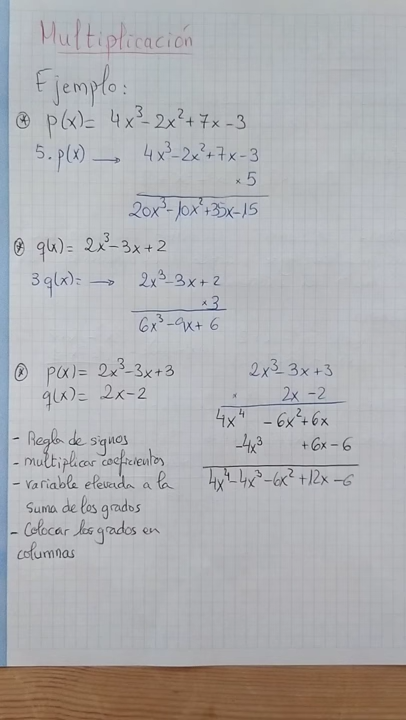 Multiplicación
Ejemplo:
⊛ p(x)= 4x³-2x²+7x-3
5.p(x) → 4x³-2x²+7x-3
×5
20x³-10x²+35x-15
⊛ q(x)= 2x³-3x+2
3q(x)= → 2x³-3x+2
×3
6x³-9x+6
⊛ p(x)= 2x³-3x+3
q(x)= 2x-2
2x³-3x+3
× 2x-2
4x⁴ -6x²+6x
-4x³ +6x-6
4x⁴-4x³-6x²+12x-6
- Regla de signos
- multiplicar coeficientes
- variable elevada a la
suma de los grados
- Colocar los grados en
columnas